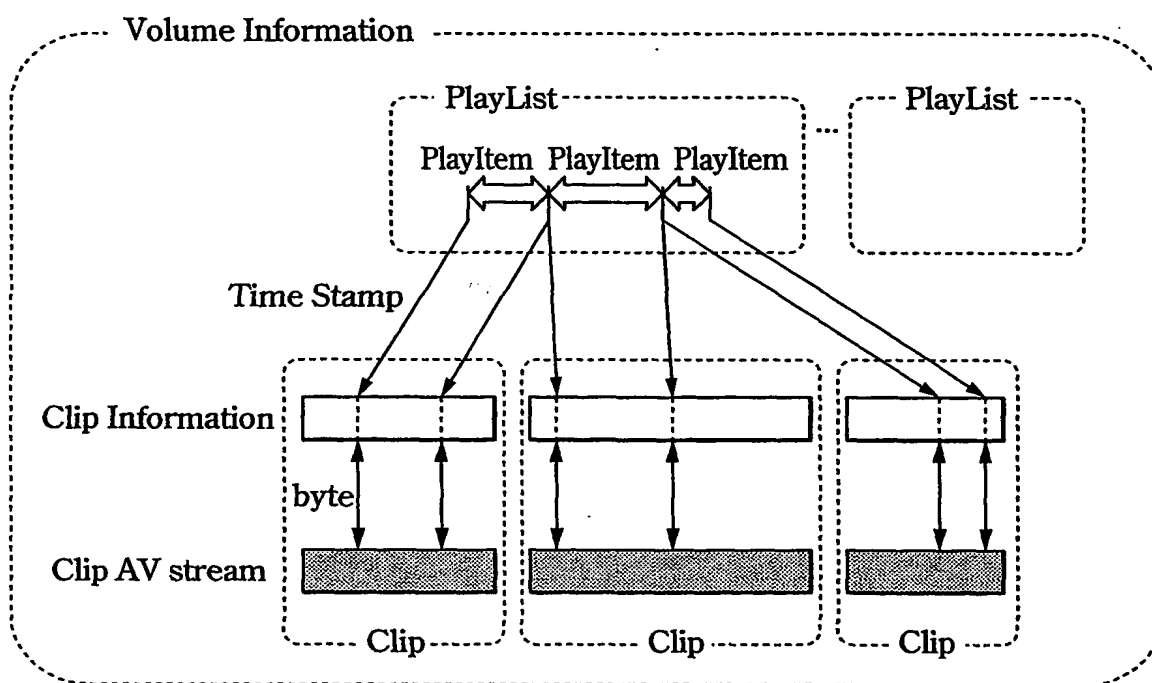 Volume Information
PlayList
PlayList
...
PlayItem PlayItem PlayItem
Time Stamp
Clip Information
byte
Clip AV stream
Clip
Clip
Clip